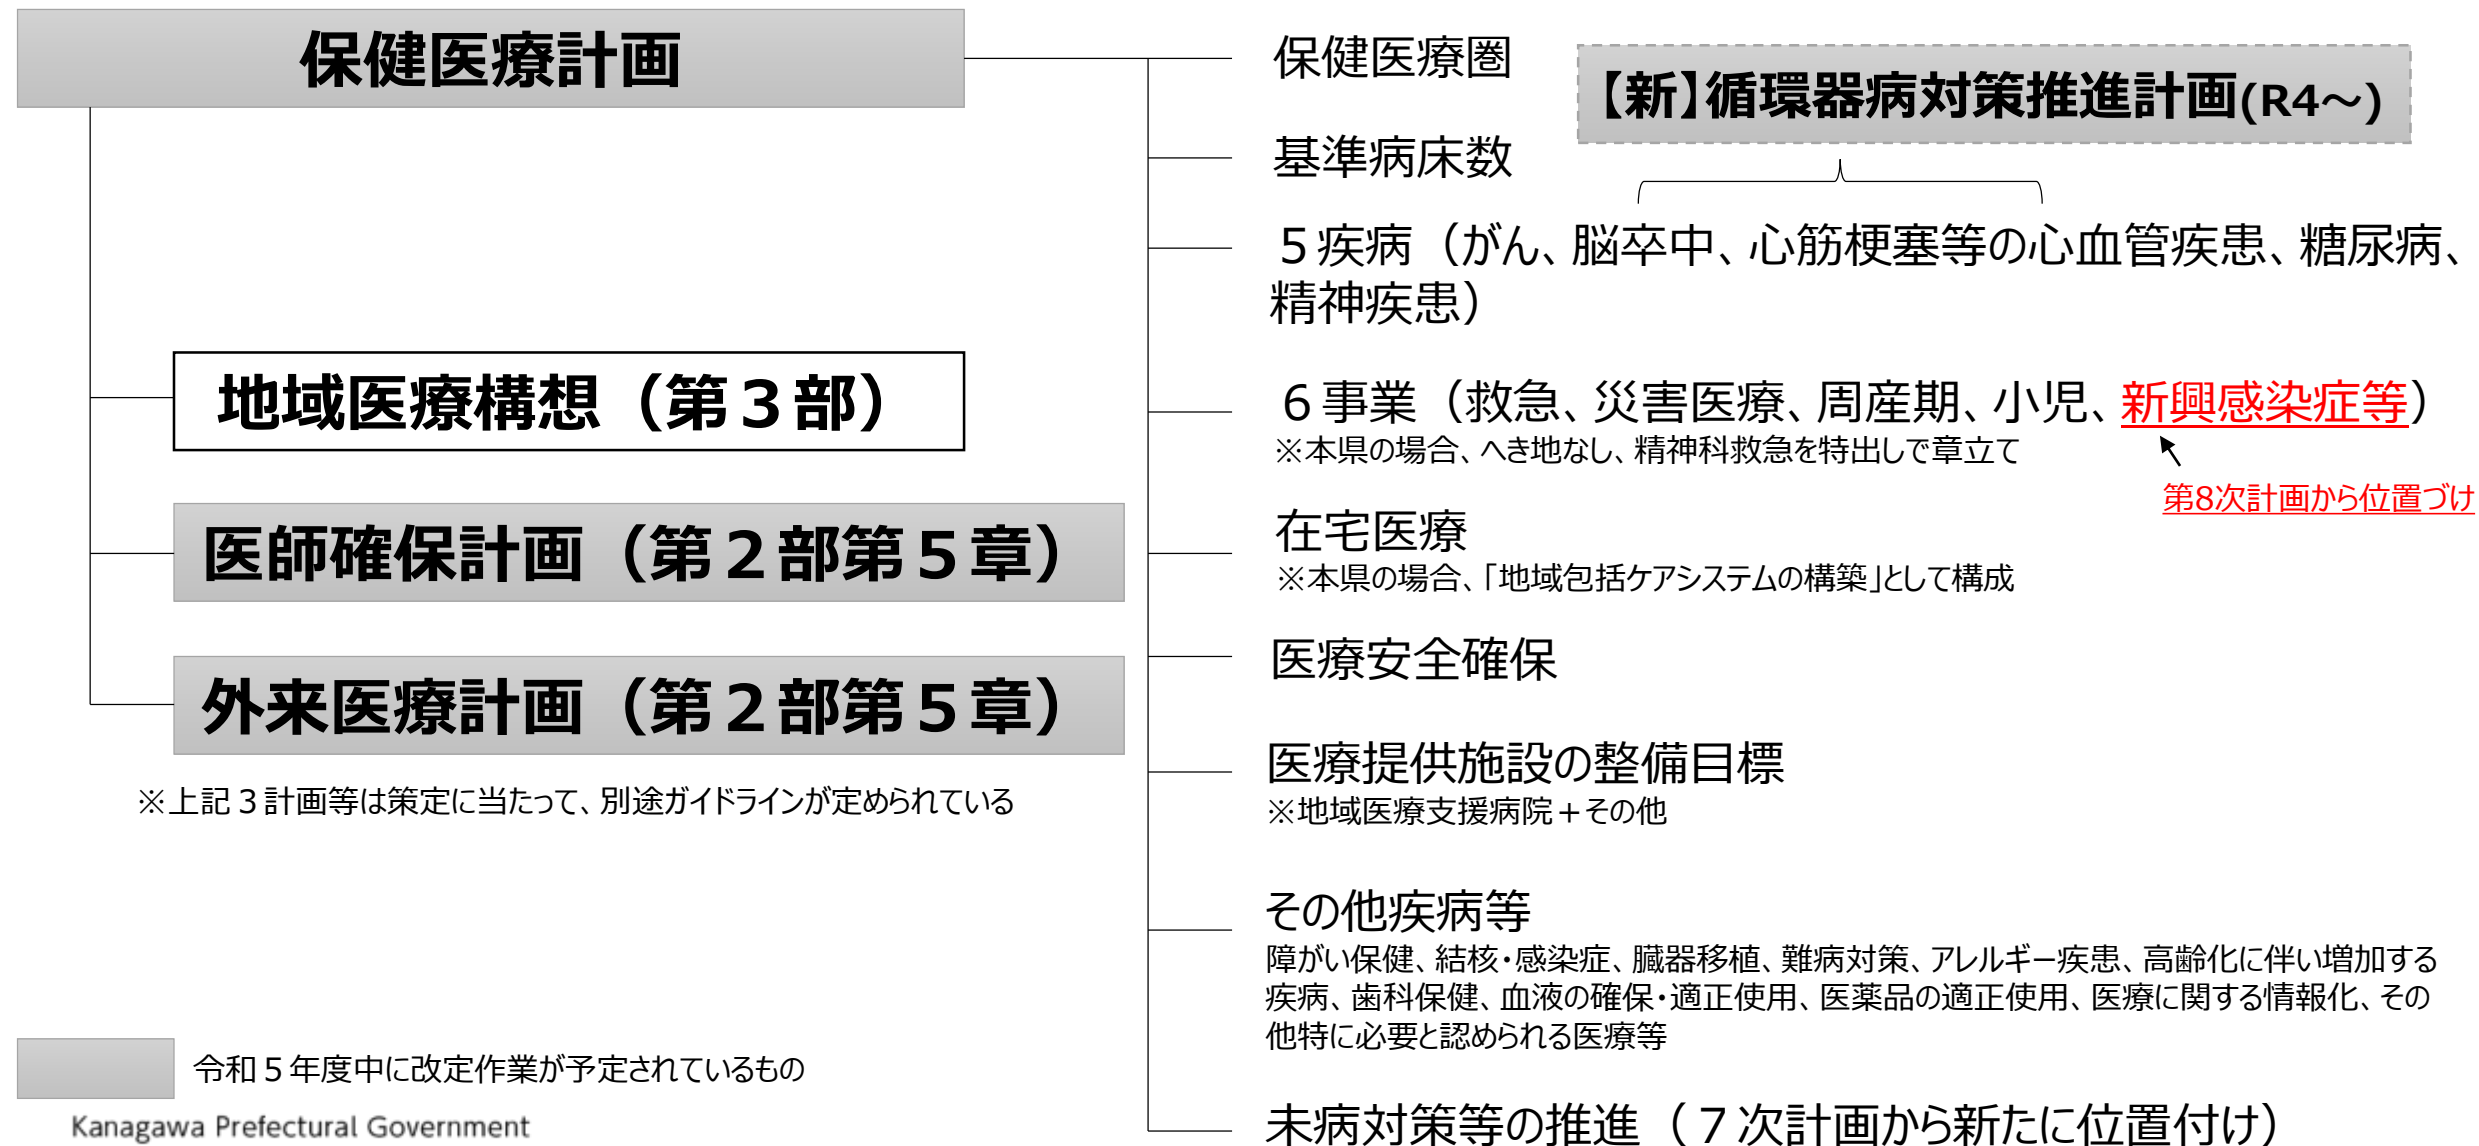 保健医療計画
地域医療構想（第３部）
医師確保計画（第２部第５章）
外来医療計画（第２部第５章）
※上記３計画等は策定に当たって、別途ガイドラインが定められている
保健医療圏
【新】循環器病対策推進計画(R4～)
基準病床数
５疾病（がん、脳卒中、心筋梗塞等の心血管疾患、糖尿病、
精神疾患）
６事業（救急、災害医療、周産期、小児、新興感染症等）
※本県の場合、へき地なし、精神科救急を特出しで章立て
第8次計画から位置づけ
在宅医療
※本県の場合、「地域包括ケアシステムの構築」として構成
医療安全確保
医療提供施設の整備目標
※地域医療支援病院＋その他
その他疾病等
障がい保健、結核・感染症、臓器移植、難病対策、アレルギー疾患、高齢化に伴い増加する
疾病、歯科保健、血液の確保・適正使用、医薬品の適正使用、医療に関する情報化、その
他特に必要と認められる医療等
未病対策等の推進（７次計画から新たに位置付け）
令和５年度中に改定作業が予定されているもの
Kanagawa Prefectural Government